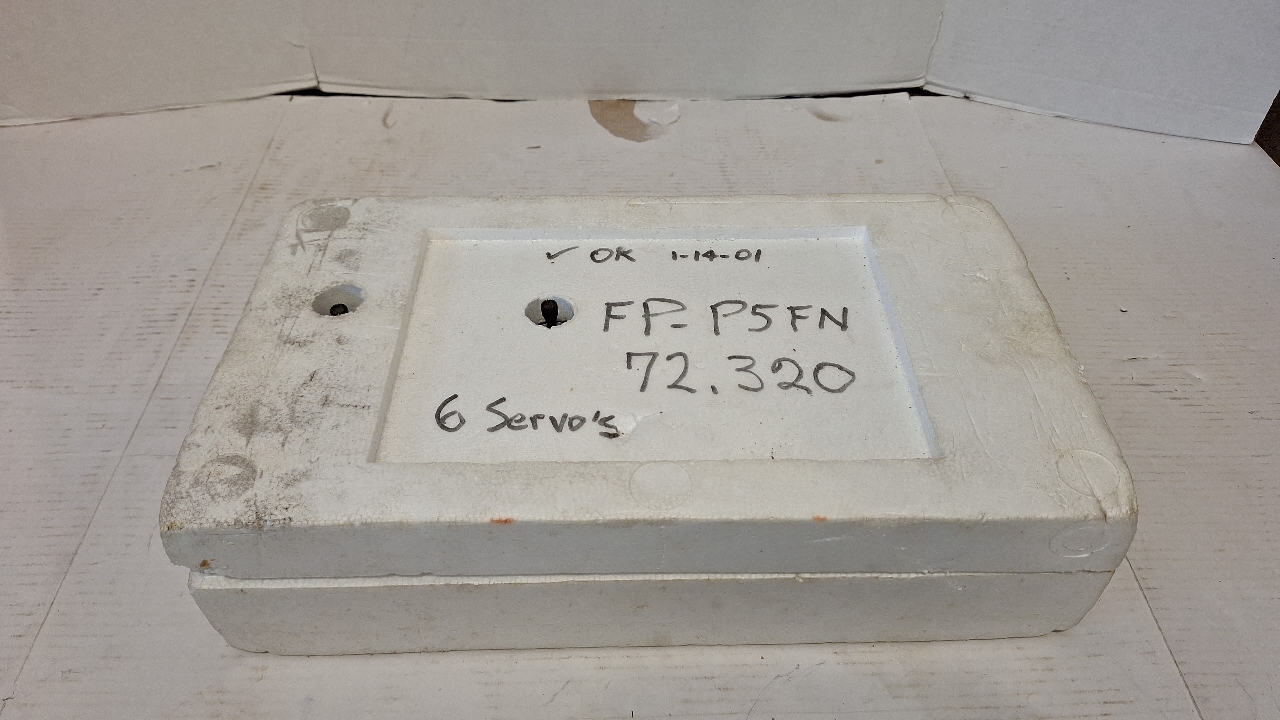 ✓ OK 1-14-01
FP-P5FN
72.320
6 Servo's